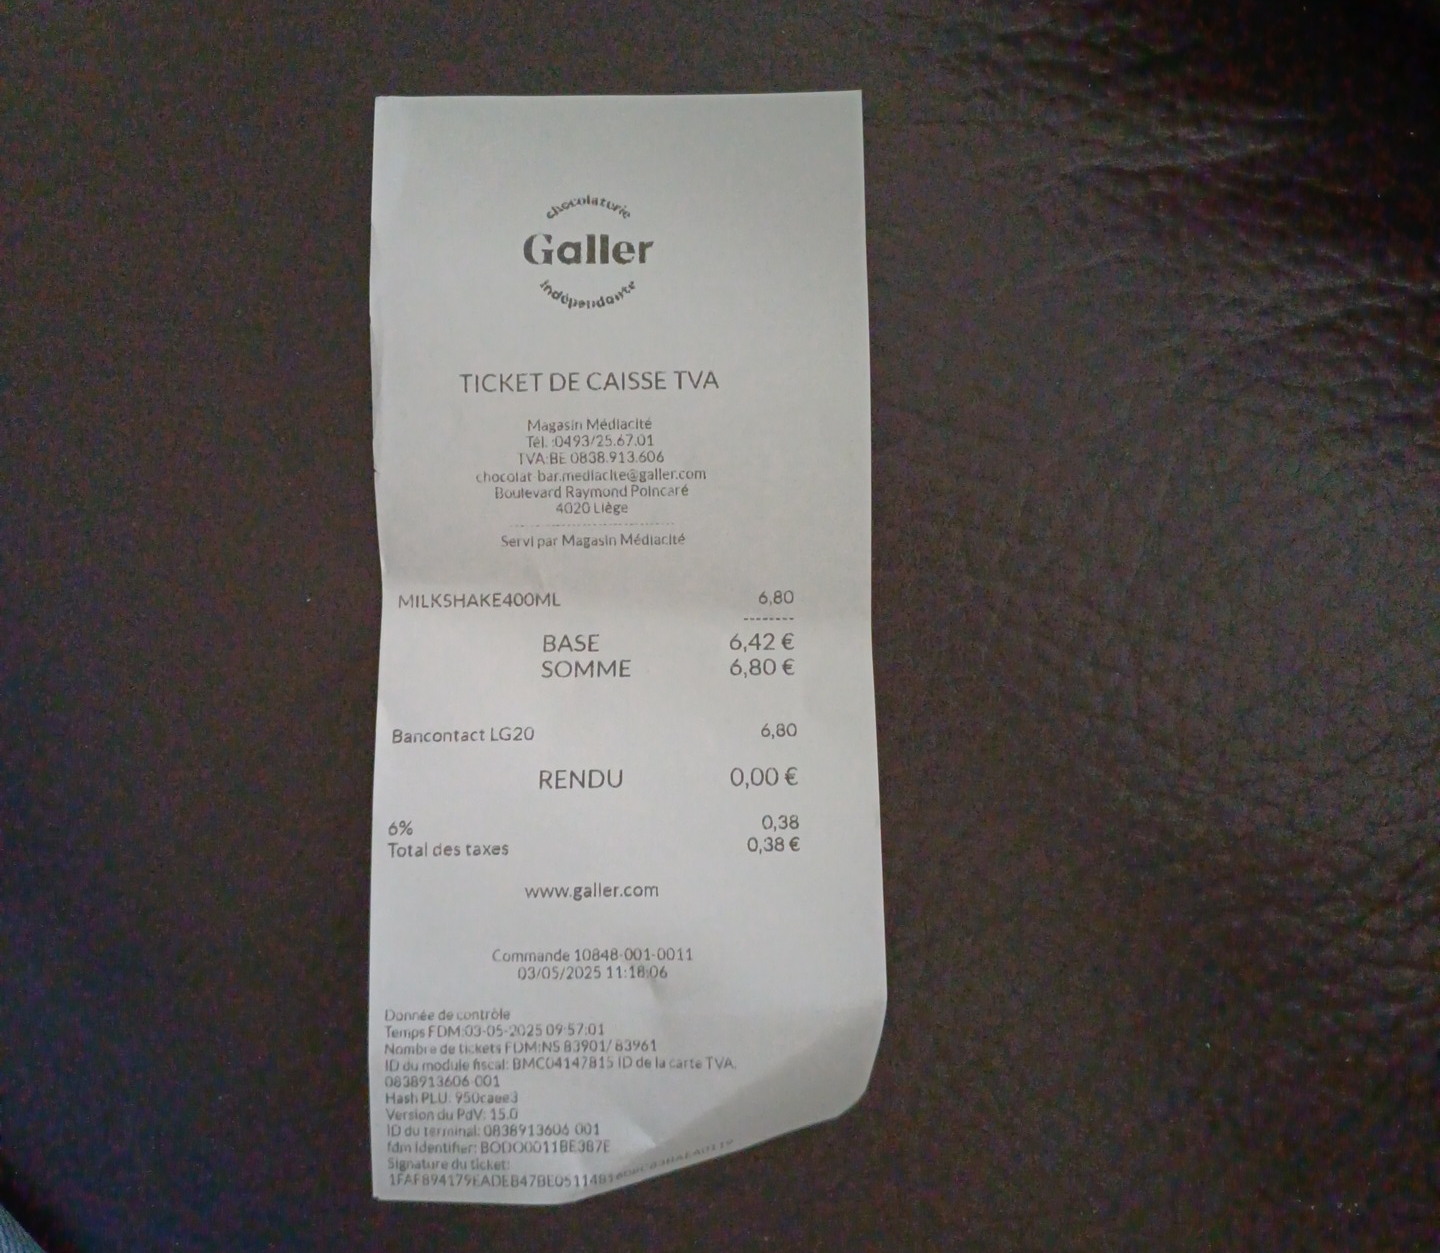 chocolaterie
Galler
indépendante
TICKET DE CAISSE TVA
Magasin Médiacité
Tél. :0493/25.67.01
TVA:BE 0838.913.606
chocolat-bar.mediacite@galler.com
Boulevard Raymond Poincaré
4020 Liège
Servi par Magasin Médiacité
MILKSHAKE400ML 6,80
BASE 6,42 €
SOMME 6,80 €
Bancontact LG20 6,80
RENDU 0,00 €
6% 0,38
Total des taxes 0,38 €
www.galler.com
Commande 10848-001-0011
03/05/2025 11:18:06
Donnée de contrôle
Temps FDM:03-05-2025 09:57:01
Nombre de tickets FDM:NS 83901/ 83961
ID du module fiscal: BMC04147815 ID de la carte TVA.
0838913606 001
Hash PLU: 950caee3
Version du PdV: 15.0
ID du terminal: 0838913606 001
fdm Identifier: BODO0011BE387E
Signature du ticket: